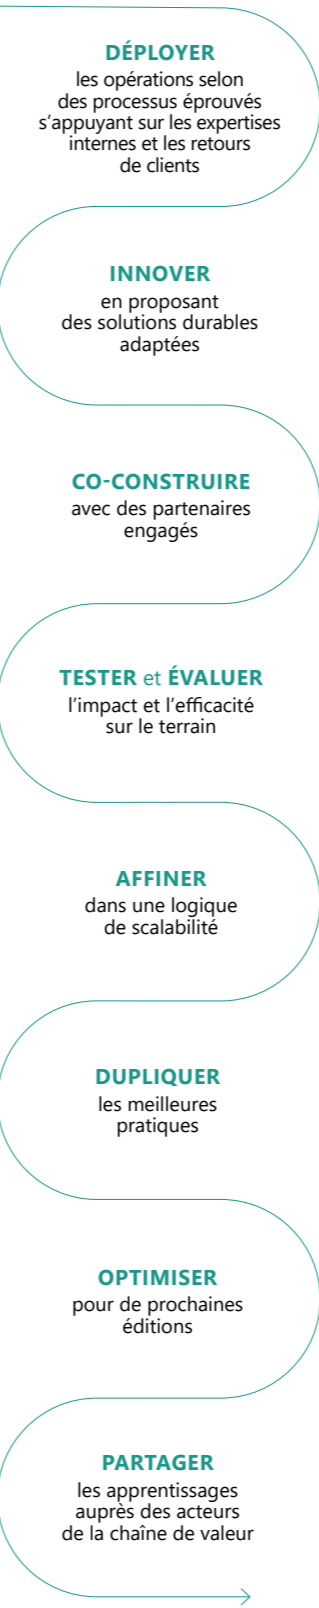 DÉPLOYER
les opérations selon
des processus éprouvés
s’appuyant sur les expertises
internes et les retours
de clients
INNOVER
en proposant
des solutions durables
adaptées
CO-CONSTRUIRE
avec des partenaires
engagés
TESTER et ÉVALUER
l’impact et l’efficacité
sur le terrain
AFFINER
dans une logique
de scalabilité
DUPLIQUER
les meilleures
pratiques
OPTIMISER
pour de prochaines
éditions
PARTAGER
les apprentissages
auprès des acteurs
de la chaîne de valeur